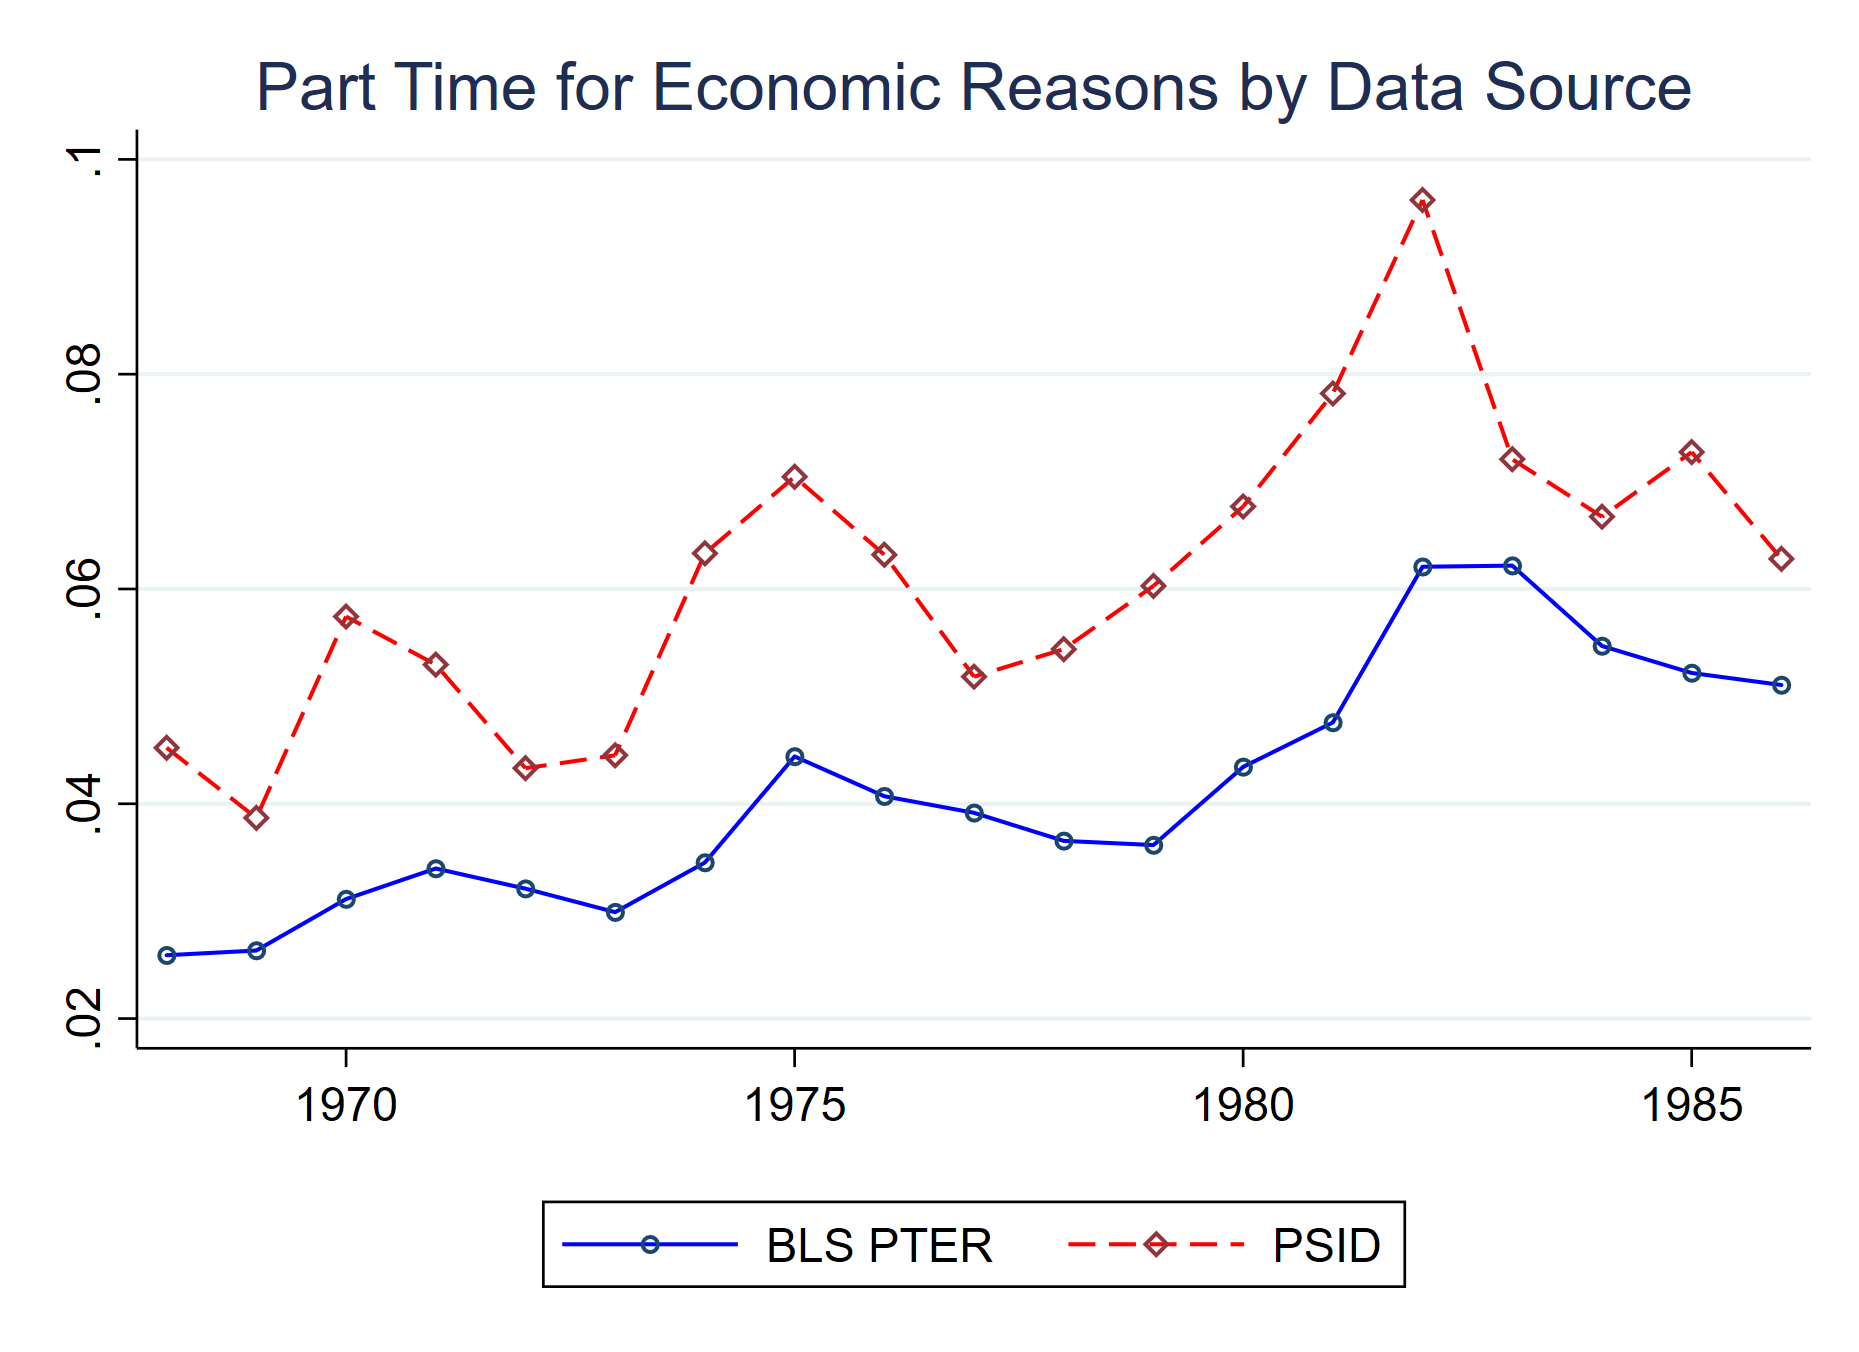 Part Time for Economic Reasons by Data Source
.1
.08
.06
.04
.02
1970 1975 1980 1985
BLS PTER PSID